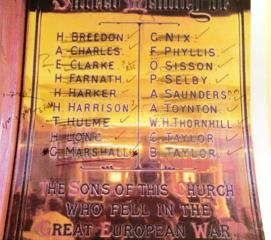 H BREEDON. G. NIX
A CHARLES. F. PHYLLIS
E CLARKE. O. SISSON
H FARNATH P. SELBY
H HARKER A SAUNDERS
H HARRISON A. TOYNTON
T. HULME W.H. THORNHILL
H LONG C. TAYLOR
G. MARSHALL B. TAYLOR
THE SONS OF THIS CHURCH
WHO FELL IN THE
GREAT EUROPEAN WAR